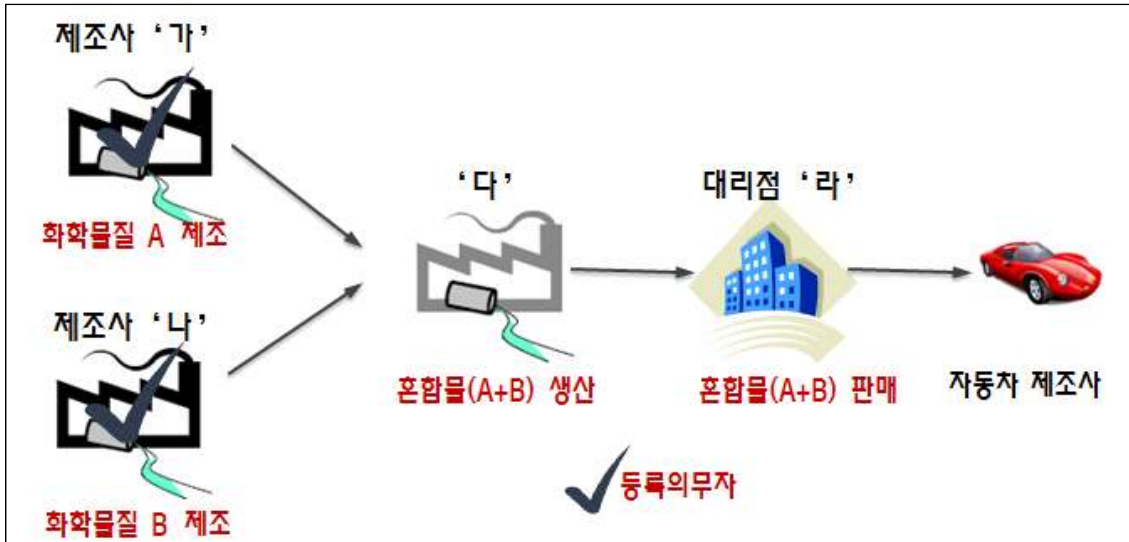 제조사 ‘가’
화학물질 A 제조
제조사 ‘나’
화학물질 B 제조
‘다’
혼합물(A+B) 생산
대리점 ‘라’
혼합물(A+B) 판매
자동차 제조사
등록의무자